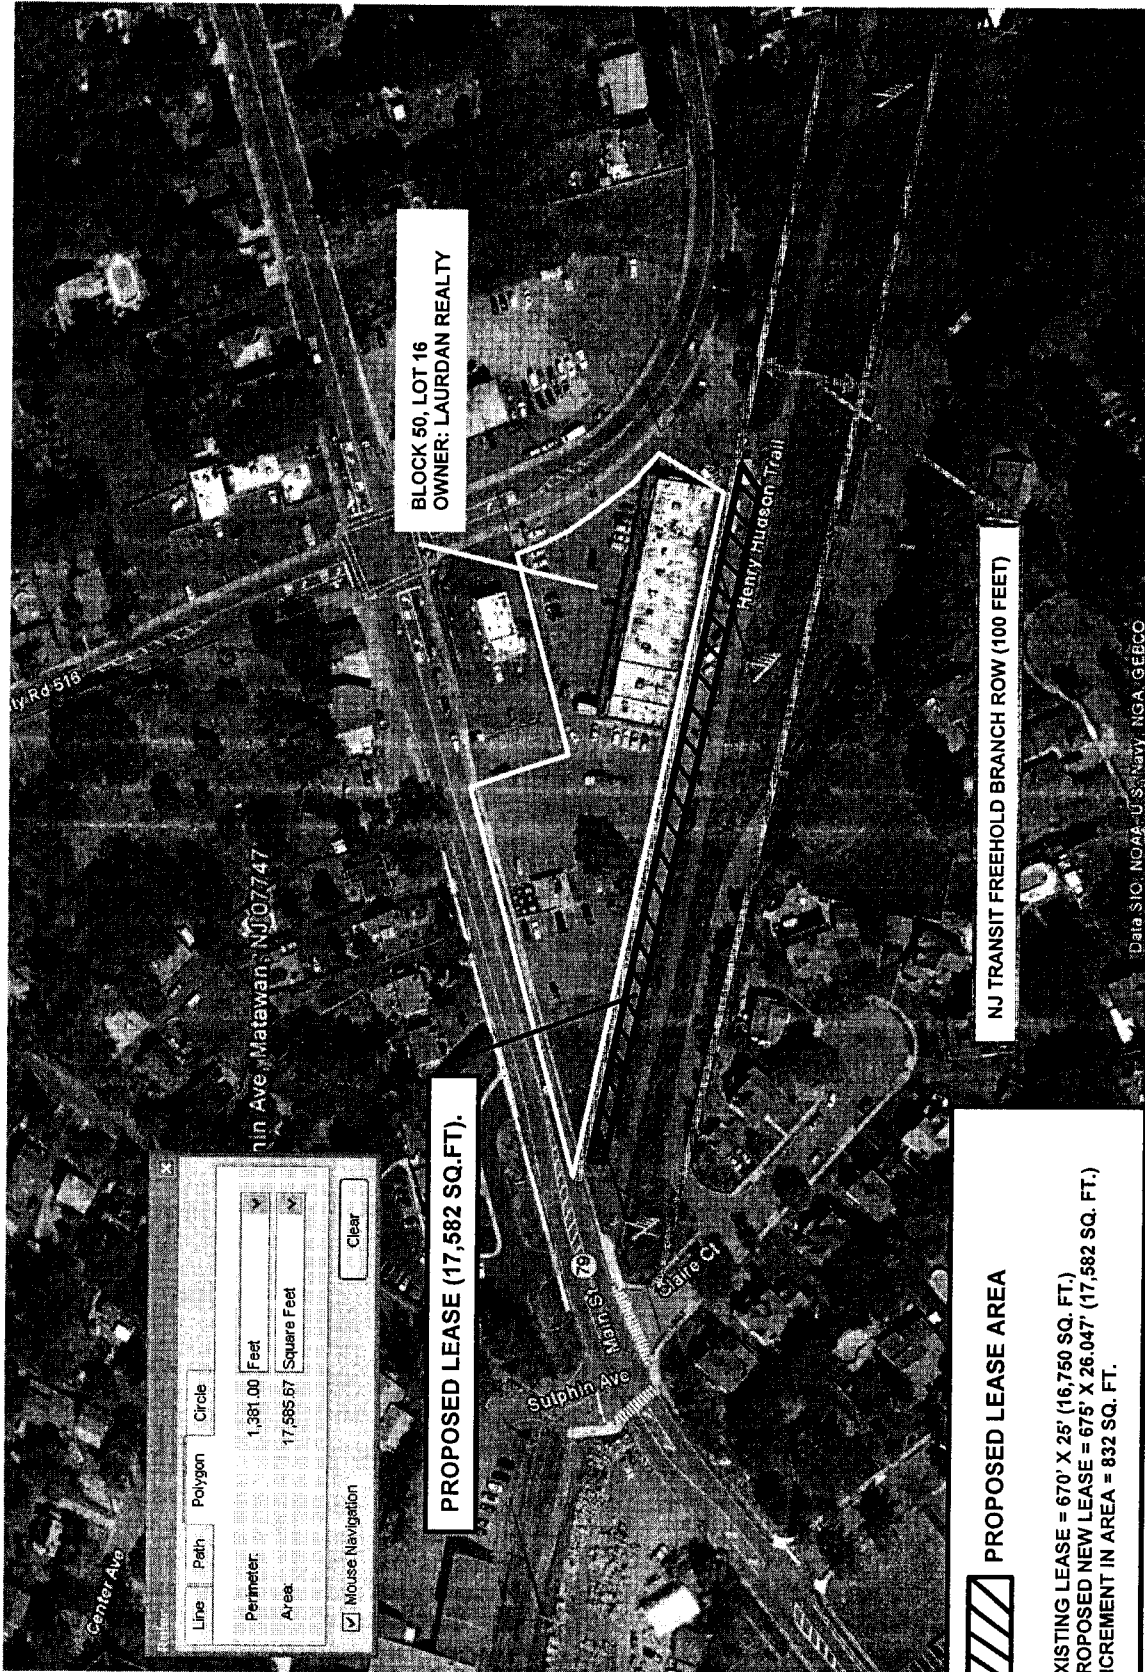 Ruler
Line
Path
Polygon
Circle
Perimeter:
1,381.00
Feet
Area:
17,585.67
Square Feet
Mouse Navigation
Clear
Center Ave
hin Ave, Matawan, NJ 07747
ty Rd 516
BLOCK 50, LOT 16
OWNER: LAURDAN REALTY
PROPOSED LEASE (17,582 SQ.FT).
79
Main St
Sulphin Ave
Claire Ct
Henry Hudson Trail
NJ TRANSIT FREEHOLD BRANCH ROW (100 FEET)
PROPOSED LEASE AREA
XISTING LEASE = 670' X 25' (16,750 SQ. FT.)
ROPOSED NEW LEASE = 675' X 26.047' (17,582 SQ. FT.)
ICREMENT IN AREA = 832 SQ. FT.
Data SIO, NOAA, U.S. Navy, NGA, GEBCO